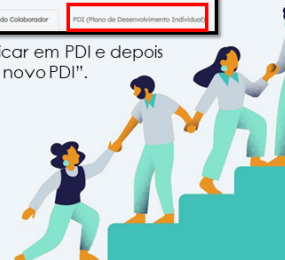 do Colaborador PDI (Plano de Desenvolvimento Individual)
icar em PDI e depois
novo PDI”.